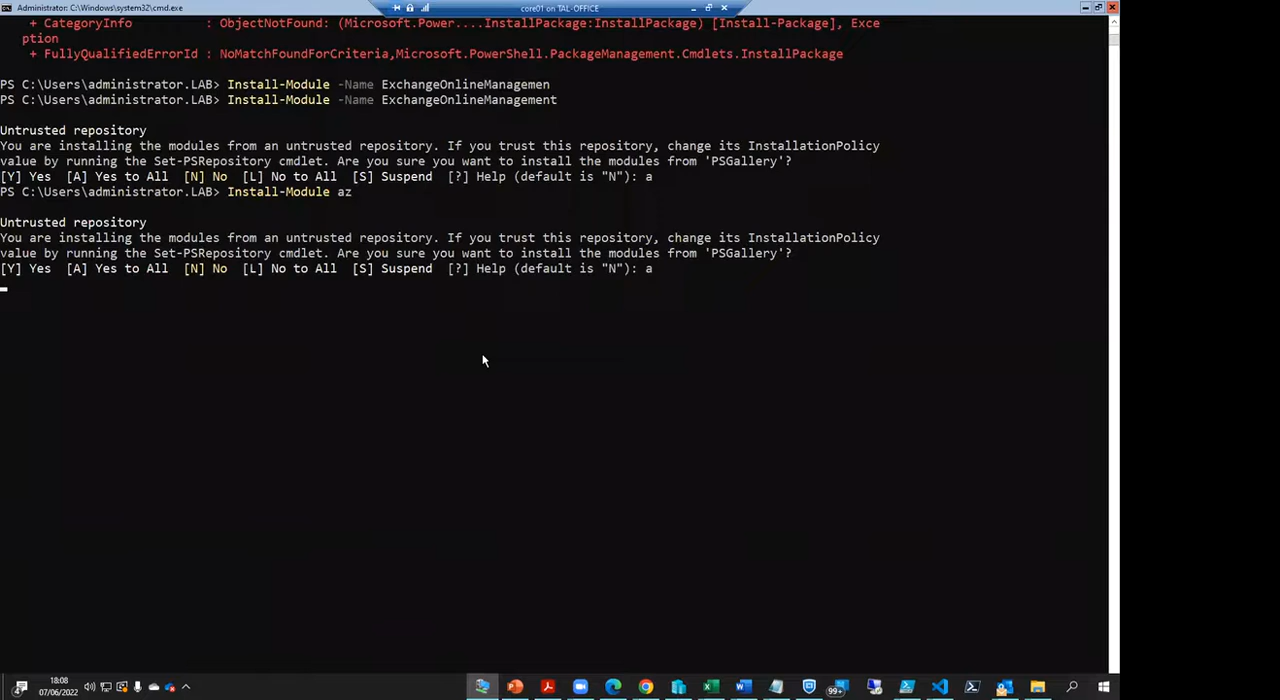 Administrator: C:\Windows\system32\cmd.exe
core01 on TAL-OFFICE
+ CategoryInfo : ObjectNotFound: (Microsoft.Power....InstallPackage:InstallPackage) [Install-Package], Exce
ption
+ FullyQualifiedErrorId : NoMatchFoundForCriteria,Microsoft.PowerShell.PackageManagement.Cmdlets.InstallPackage
PS C:\Users\administrator.LAB> Install-Module -Name ExchangeOnlineManagemen
PS C:\Users\administrator.LAB> Install-Module -Name ExchangeOnlineManagement
Untrusted repository
You are installing the modules from an untrusted repository. If you trust this repository, change its InstallationPolicy
value by running the Set-PSRepository cmdlet. Are you sure you want to install the modules from 'PSGallery'?
[Y] Yes [A] Yes to All [N] No [L] No to All [S] Suspend [?] Help (default is "N"): a
PS C:\Users\administrator.LAB> Install-Module az
Untrusted repository
You are installing the modules from an untrusted repository. If you trust this repository, change its InstallationPolicy
value by running the Set-PSRepository cmdlet. Are you sure you want to install the modules from 'PSGallery'?
[Y] Yes [A] Yes to All [N] No [L] No to All [S] Suspend [?] Help (default is "N"): a
18:08
07/06/2022
99+